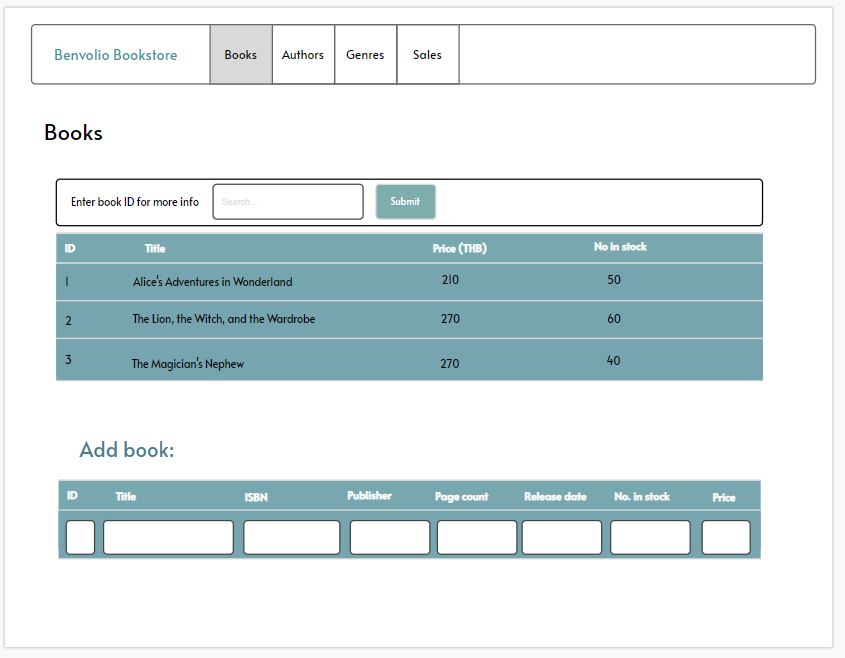 Benvolio Bookstore Books Authors Genres Sales
Books
Enter book ID for more info Search... Submit
ID Title Price (THB) No in stock
1 Alice's Adventures in Wonderland 210 50
2 The Lion, the Witch, and the Wardrobe 270 60
3 The Magician's Nephew 270 40
Add book:
ID Title ISBN Publisher Page count Release date No. in stock Price